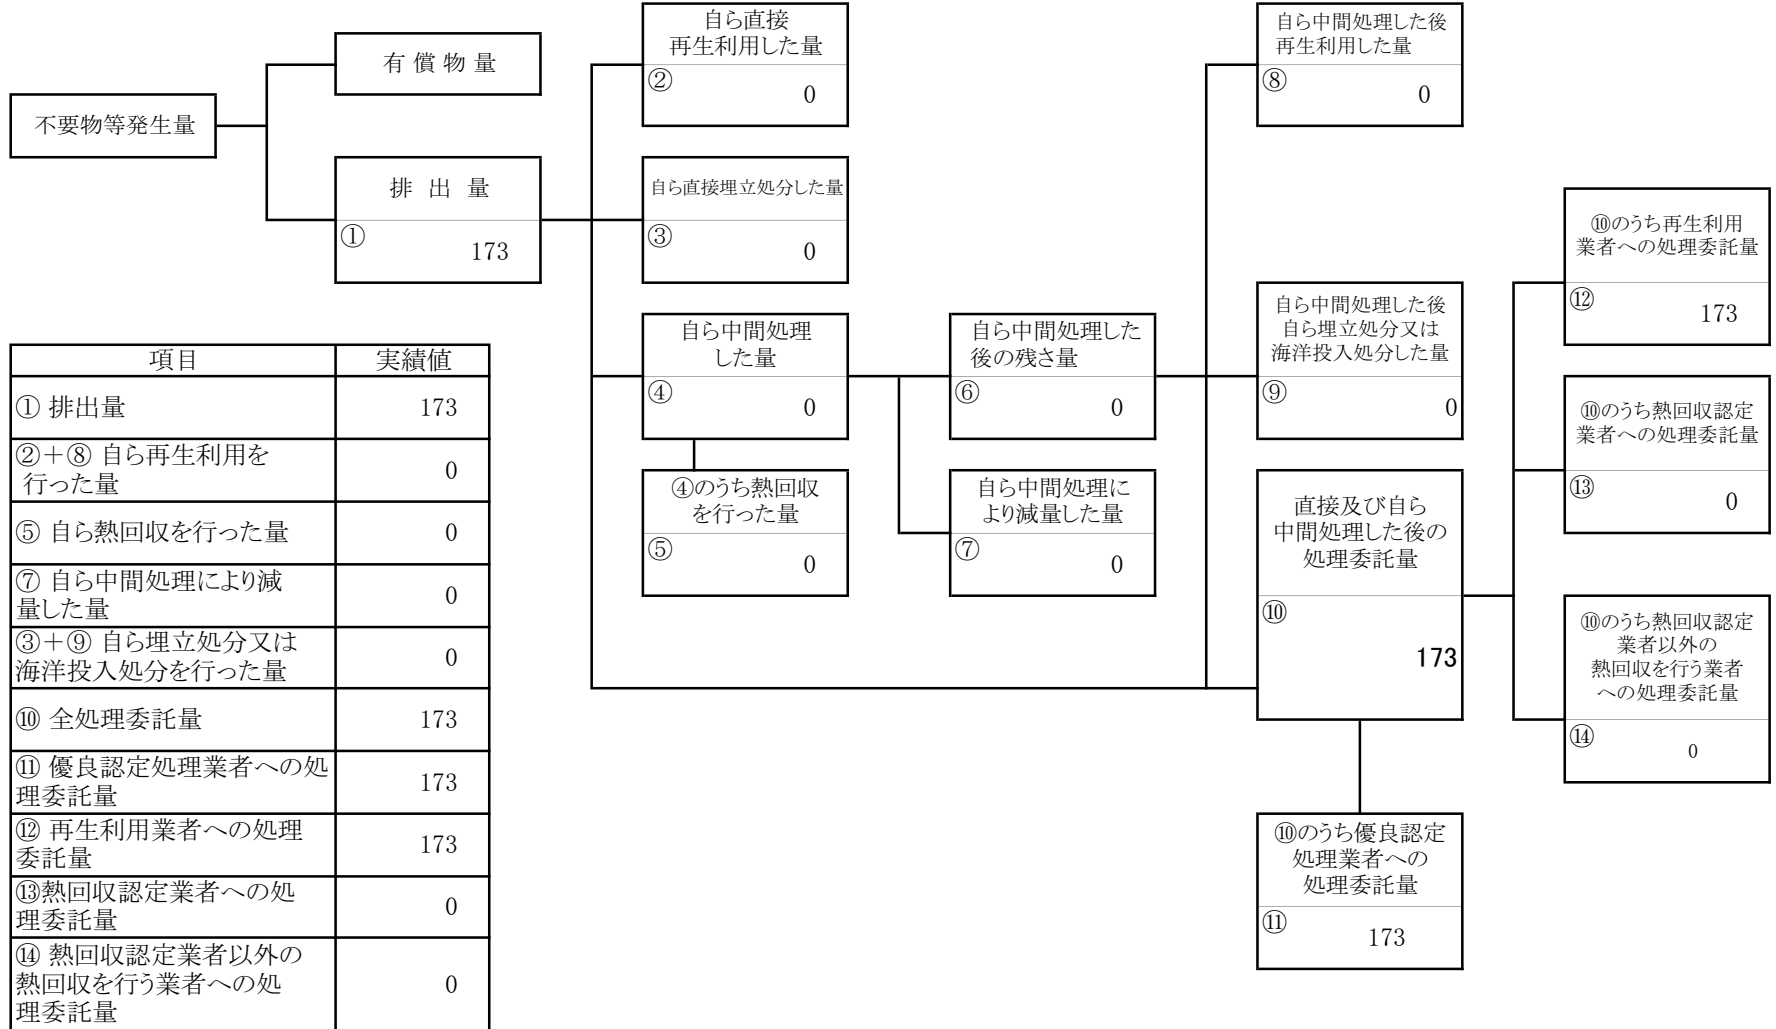 不要物等発生量
有 償 物 量
排 出 量
①
173
自ら直接
再生利用した量
②
0
自ら直接埋立処分した量
③
0
自ら中間処理
した量
④
0
④のうち熱回収
を行った量
⑤
0
自ら中間処理した
後の残さ量
⑥
0
自ら中間処理に
より減量した量
⑦
0
自ら中間処理した後
再生利用した量
⑧
0
自ら中間処理した後
自ら埋立処分又は
海洋投入処分した量
⑨
0
直接及び自ら
中間処理した後の
処理委託量
⑩
173
⑩のうち優良認定
処理業者への
処理委託量
⑪
173
⑩のうち再生利用
業者への処理委託量
⑫
173
⑩のうち熱回収認定
業者への処理委託量
⑬
0
⑩のうち熱回収認定
業者以外の
熱回収を行う業者
への処理委託量
⑭
0
項目 実績値
① 排出量 173
②+⑧ 自ら再生利用を
行った量 0
⑤ 自ら熱回収を行った量 0
⑦ 自ら中間処理により減
量した量 0
③+⑨ 自ら埋立処分又は
海洋投入処分を行った量 0
⑩ 全処理委託量 173
⑪ 優良認定処理業者への処
理委託量 173
⑫ 再生利用業者への処理
委託量 173
⑬熱回収認定業者への処
理委託量 0
⑭ 熱回収認定業者以外の
熱回収を行う業者への処
理委託量 0